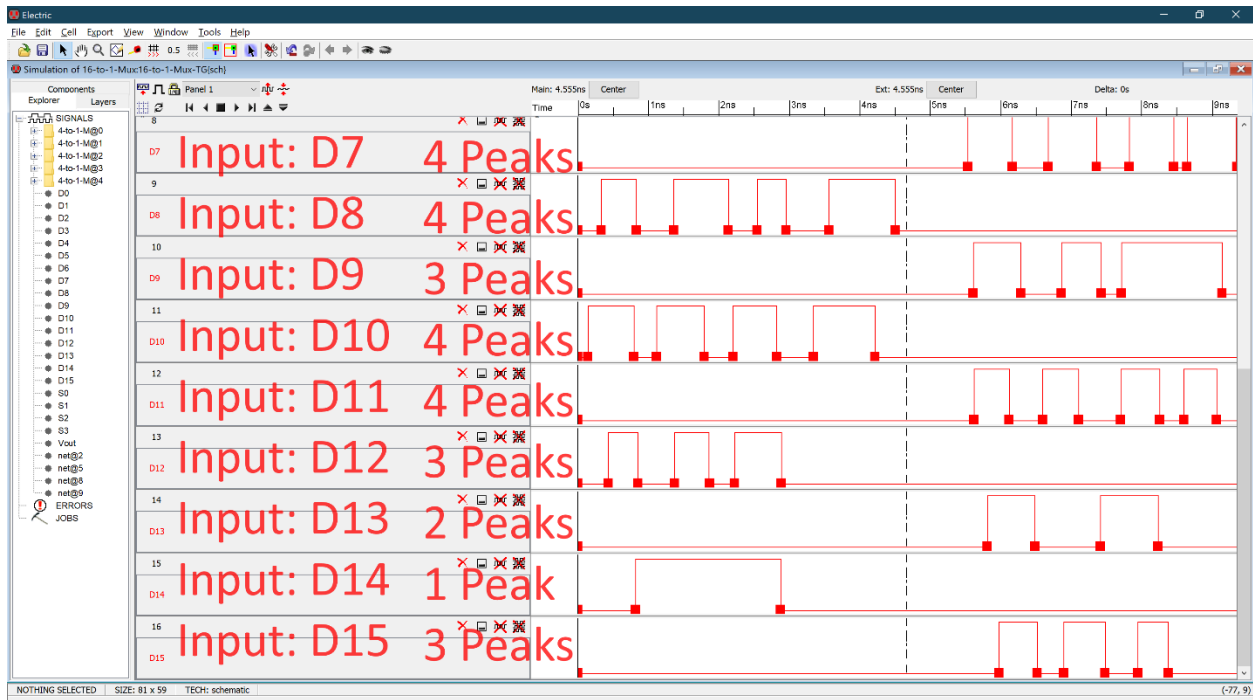 Electric
File Edit Cell Export View Window Tools Help
0.5
Simulation of 16-to-1-Mux:16-to-1-Mux-TG{sch}
Components
Explorer Layers
SIGNALS
4-to-1-M@0
4-to-1-M@1
4-to-1-M@2
4-to-1-M@3
4-to-1-M@4
D0
D1
D2
D3
D4
D5
D6
D7
D8
D9
D10
D11
D12
D13
D14
D15
S0
S1
S2
S3
Vout
net@2
net@5
net@8
net@9
ERRORS
JOBS
Panel 1
Main: 4.555ns Center Ext: 4.555ns Center Delta: 0s
Time 0s 1ns 2ns 3ns 4ns 5ns 6ns 7ns 8ns 9ns
8
D7 Input: D7 4 Peaks
9
D8 Input: D8 4 Peaks
10
D9 Input: D9 3 Peaks
11
D10 Input: D10 4 Peaks
12
D11 Input: D11 4 Peaks
13
D12 Input: D12 3 Peaks
14
D13 Input: D13 2 Peaks
15
D14 Input: D14 1 Peak
16
D15 Input: D15 3 Peaks
NOTHING SELECTED SIZE: 81 x 59 TECH: schematic (-77, 9)